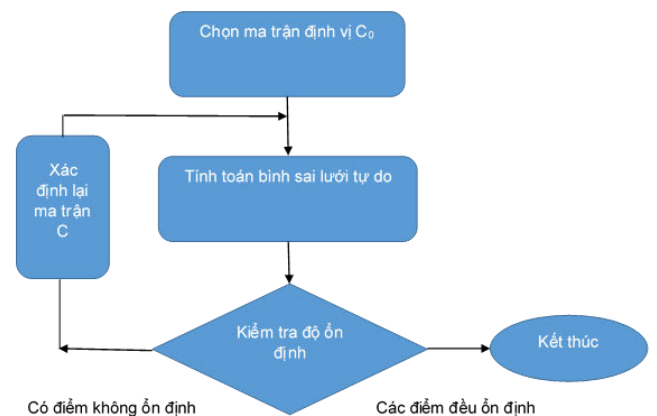 Chọn ma trận định vị C₀
Xác
định lại
ma trận
C
Tính toán bình sai lưới tự do
Kiểm tra độ ổn
định
Kết thúc
Có điểm không ổn định
Các điểm đều ổn định